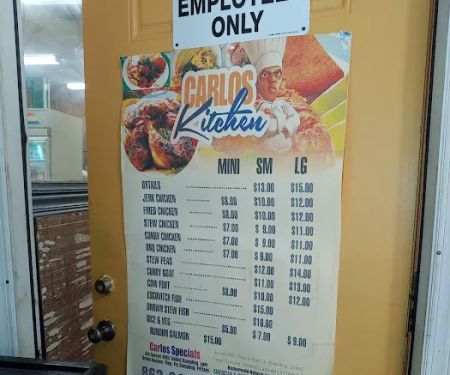 EMPLOYEE
ONLY
CARLOS
Kitchen
MINI SM LG
OXTAILS $13.00 $15.00
JERK CHICKEN $8.00 $10.00 $12.00
FRIED CHICKEN $8.00 $10.00 $12.00
STEW CHICKEN $7.00 $ 9.00 $11.00
CURRY CHICKEN $7.00 $ 9.00 $11.00
BBQ CHICKEN $7.00 $ 9.00 $11.00
STEW PEAS $ 9.00 $11.00
CURRY GOAT $12.00 $14.00
COW FOOT $11.00 $13.00
ESCOVITCH FISH $8.00 $10.00 $12.00
BROWN STEW FISH $15.00
RICE & VEG $5.00 $7.00 $ 9.00
RUNDUN SALMON $15.00
Carlos Specials